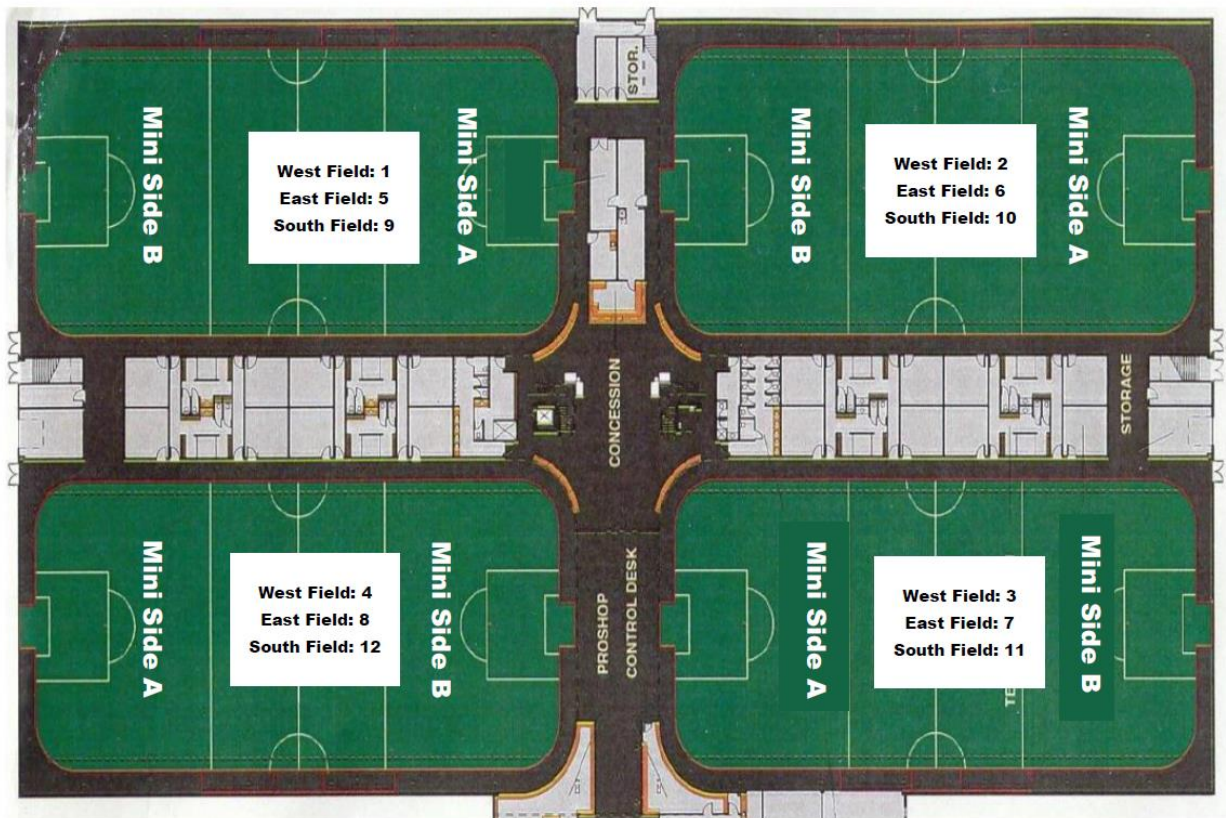 STOR.
Mini Side B
West Field: 1
East Field: 5
South Field: 9
Mini Side A
Mini Side B
West Field: 2
East Field: 6
South Field: 10
Mini Side A
CONCESSION
STORAGE
Mini Side A
West Field: 4
East Field: 8
South Field: 12
Mini Side B
PROSHOP
CONTROL DESK
Mini Side A
West Field: 3
East Field: 7
South Field: 11
Mini Side B